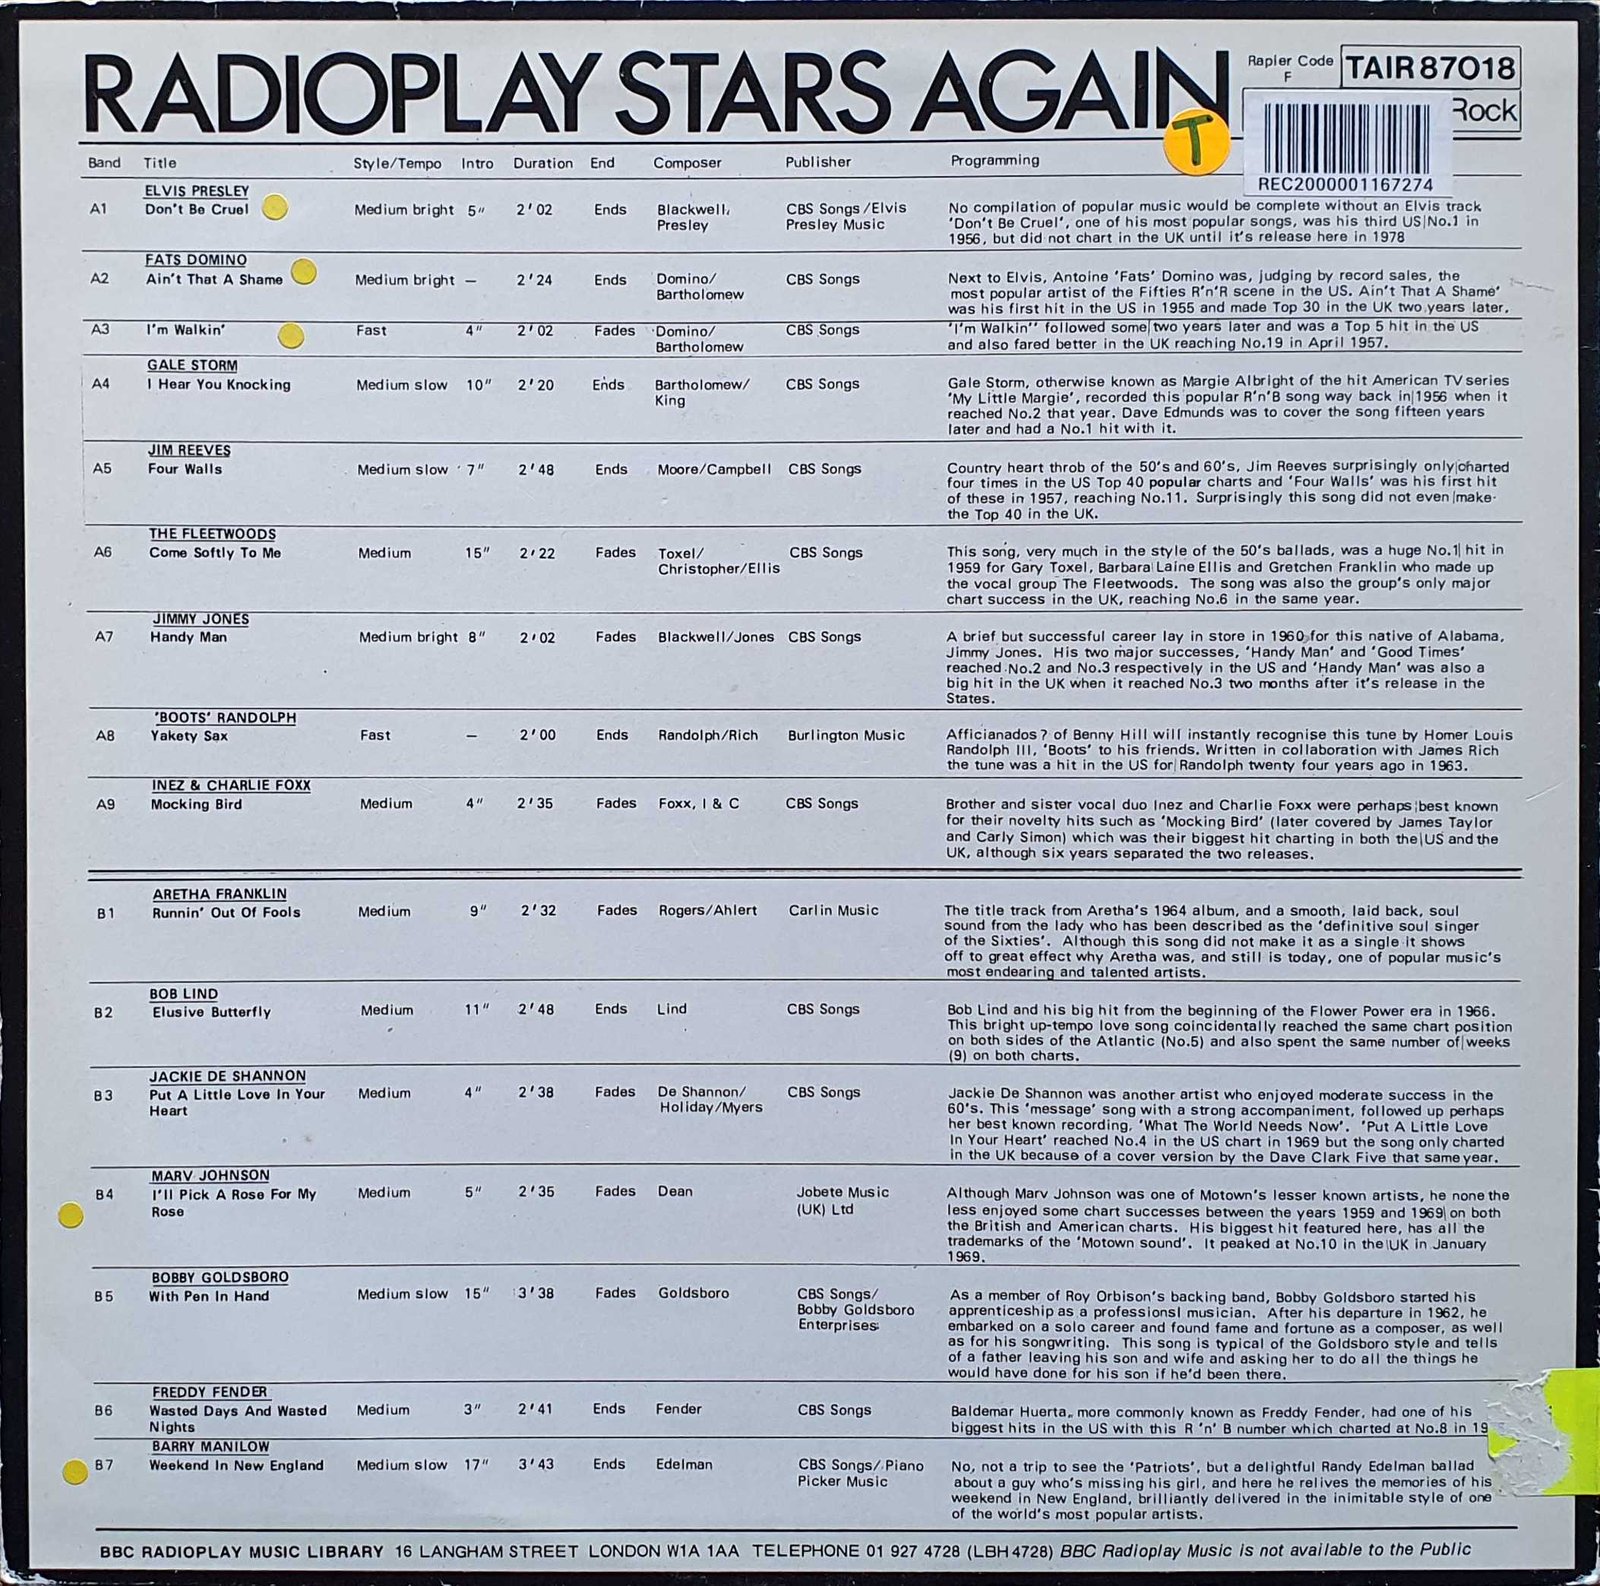 RADIOPLAY STARS AGAIN
Rapier Code
F
TAIR 87018
Rock
T
REC2000001167274
Band Title Style/Tempo Intro Duration End Composer Publisher Programming
ELVIS PRESLEY
A1 Don't Be Cruel Medium bright 5" 2'02 Ends Blackwell, Presley CBS Songs/Elvis Presley Music
No compilation of popular music would be complete without an Elvis track
'Don't Be Cruel', one of his most popular songs, was his third US No.1 in
1956, but did not chart in the UK until it's release here in 1978
FATS DOMINO
A2 Ain't That A Shame Medium bright — 2'24 Ends Domino/ Bartholomew CBS Songs
Next to Elvis, Antoine 'Fats' Domino was, judging by record sales, the
most popular artist of the Fifties R'n'R scene in the US. Ain't That A Shame'
was his first hit in the US in 1955 and made Top 30 in the UK two years later.
A3 I'm Walkin' Fast 4" 2'02 Fades Domino/ Bartholomew CBS Songs
'I'm Walkin'' followed some two years later and was a Top 5 hit in the US
and also fared better in the UK reaching No.19 in April 1957.
GALE STORM
A4 I Hear You Knocking Medium slow 10" 2'20 Ends Bartholomew/ King CBS Songs
Gale Storm, otherwise known as Margie Albright of the hit American TV series
'My Little Margie', recorded this popular R'n'B song way back in 1956 when it
reached No.2 that year. Dave Edmunds was to cover the song fifteen years
later and had a No.1 hit with it.
JIM REEVES
A5 Four Walls Medium slow 7" 2'48 Ends Moore/Campbell CBS Songs
Country heart throb of the 50's and 60's, Jim Reeves surprisingly only charted
four times in the US Top 40 popular charts and 'Four Walls' was his first hit
of these in 1957, reaching No.11. Surprisingly this song did not even make
the Top 40 in the UK.
THE FLEETWOODS
A6 Come Softly To Me Medium 15" 2'22 Fades Toxel/ Christopher/Ellis CBS Songs
This song, very much in the style of the 50's ballads, was a huge No.1 hit in
1959 for Gary Toxel, Barbara Laine Ellis and Gretchen Franklin who made up
the vocal group The Fleetwoods. The song was also the group's only major
chart success in the UK, reaching No.6 in the same year.
JIMMY JONES
A7 Handy Man Medium bright 8" 2'02 Fades Blackwell/Jones CBS Songs
A brief but successful career lay in store in 1960 for this native of Alabama,
Jimmy Jones. His two major successes, 'Handy Man' and 'Good Times'
reached No.2 and No.3 respectively in the US and 'Handy Man' was also a
big hit in the UK when it reached No.3 two months after it's release in the
States.
'BOOTS' RANDOLPH
A8 Yakety Sax Fast — 2'00 Ends Randolph/Rich Burlington Music
Afficianados? of Benny Hill will instantly recognise this tune by Homer Louis
Randolph III, 'Boots' to his friends. Written in collaboration with James Rich
the tune was a hit in the US for Randolph twenty four years ago in 1963.
INEZ & CHARLIE FOXX
A9 Mocking Bird Medium 4" 2'35 Fades Foxx, I & C CBS Songs
Brother and sister vocal duo Inez and Charlie Foxx were perhaps best known
for their novelty hits such as 'Mocking Bird' (later covered by James Taylor
and Carly Simon) which was their biggest hit charting in both the US and the
UK, although six years separated the two releases.
ARETHA FRANKLIN
B1 Runnin' Out Of Fools Medium 9" 2'32 Fades Rogers/Ahlert Carlin Music
The title track from Aretha's 1964 album, and a smooth, laid back, soul
sound from the lady who has been described as the 'definitive soul singer
of the Sixties'. Although this song did not make it as a single it shows
off to great effect why Aretha was, and still is today, one of popular music's
most endearing and talented artists.
BOB LIND
B2 Elusive Butterfly Medium 11" 2'48 Ends Lind CBS Songs
Bob Lind and his big hit from the beginning of the Flower Power era in 1966.
This bright up-tempo love song coincidentally reached the same chart position
on both sides of the Atlantic (No.5) and also spent the same number of weeks
(9) on both charts.
JACKIE DE SHANNON
B3 Put A Little Love In Your Heart Medium 4" 2'38 Fades De Shannon/ Holiday/Myers CBS Songs
Jackie De Shannon was another artist who enjoyed moderate success in the
60's. This 'message' song with a strong accompaniment, followed up perhaps
her best known recording, 'What The World Needs Now'. 'Put A Little Love
In Your Heart' reached No.4 in the US chart in 1969 but the song only charted
in the UK because of a cover version by the Dave Clark Five that same year.
MARV JOHNSON
B4 I'll Pick A Rose For My Rose Medium 5" 2'35 Fades Dean Jobete Music (UK) Ltd
Although Marv Johnson was one of Motown's lesser known artists, he none the
less enjoyed some chart successes between the years 1959 and 1969 on both
the British and American charts. His biggest hit featured here, has all the
trademarks of the 'Motown sound'. It peaked at No.10 in the UK in January
1969.
BOBBY GOLDSBORO
B5 With Pen In Hand Medium slow 15" 3'38 Fades Goldsboro CBS Songs/ Bobby Goldsboro Enterprises
As a member of Roy Orbison's backing band, Bobby Goldsboro started his
apprenticeship as a professionsl musician. After his departure in 1962, he
embarked on a solo career and found fame and fortune as a composer, as well
as for his songwriting. This song is typical of the Goldsboro style and tells
of a father leaving his son and wife and asking her to do all the things he
would have done for his son if he'd been there.
FREDDY FENDER
B6 Wasted Days And Wasted Nights Medium 3" 2'41 Ends Fender CBS Songs
Baldemar Huerta, more commonly known as Freddy Fender, had one of his
biggest hits in the US with this R 'n' B number which charted at No.8 in 19
BARRY MANILOW
B7 Weekend In New England Medium slow 17" 3'43 Ends Edelman CBS Songs/Piano Picker Music
No, not a trip to see the 'Patriots', but a delightful Randy Edelman ballad
about a guy who's missing his girl, and here he relives the memories of his
weekend in New England, brilliantly delivered in the inimitable style of one
of the world's most popular artists.
BBC RADIOPLAY MUSIC LIBRARY 16 LANGHAM STREET LONDON W1A 1AA TELEPHONE 01 927 4728 (LBH 4728) BBC Radioplay Music is not available to the Public